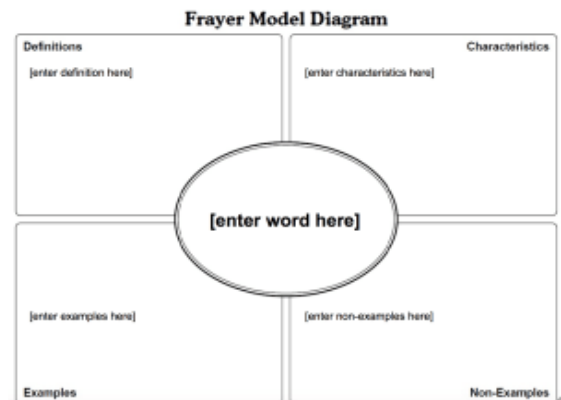 Frayer Model Diagram
Definitions
Characteristics
[enter definition here]
[enter characteristics here]
[enter word here]
[enter examples here]
[enter non-examples here]
Examples
Non-Examples